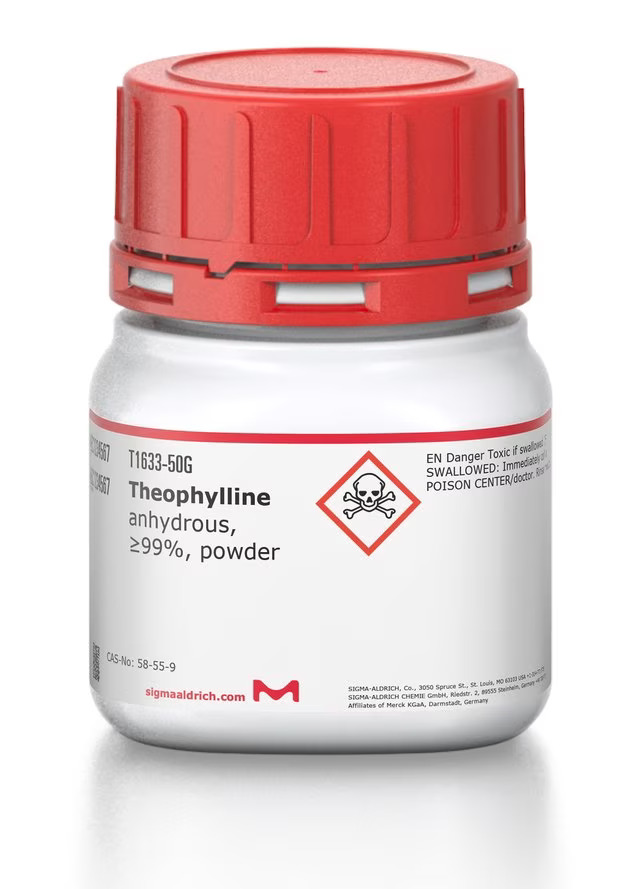 T1633-50G
Theophylline
anhydrous,
≥99%, powder
EN Danger Toxic if swallowed.
SWALLOWED: Immediately
POISON CENTER/doctor.
CAS-No: 58-55-9
sigmaaldrich.com
SIGMA-ALDRICH, Co., 3050 Spruce St., St. Louis, MO 63103 USA
SIGMA-ALDRICH CHEMIE GmbH, Riedstr. 2, 89555 Steinheim, Germany
Affiliates of Merck KGaA, Darmstadt, Germany